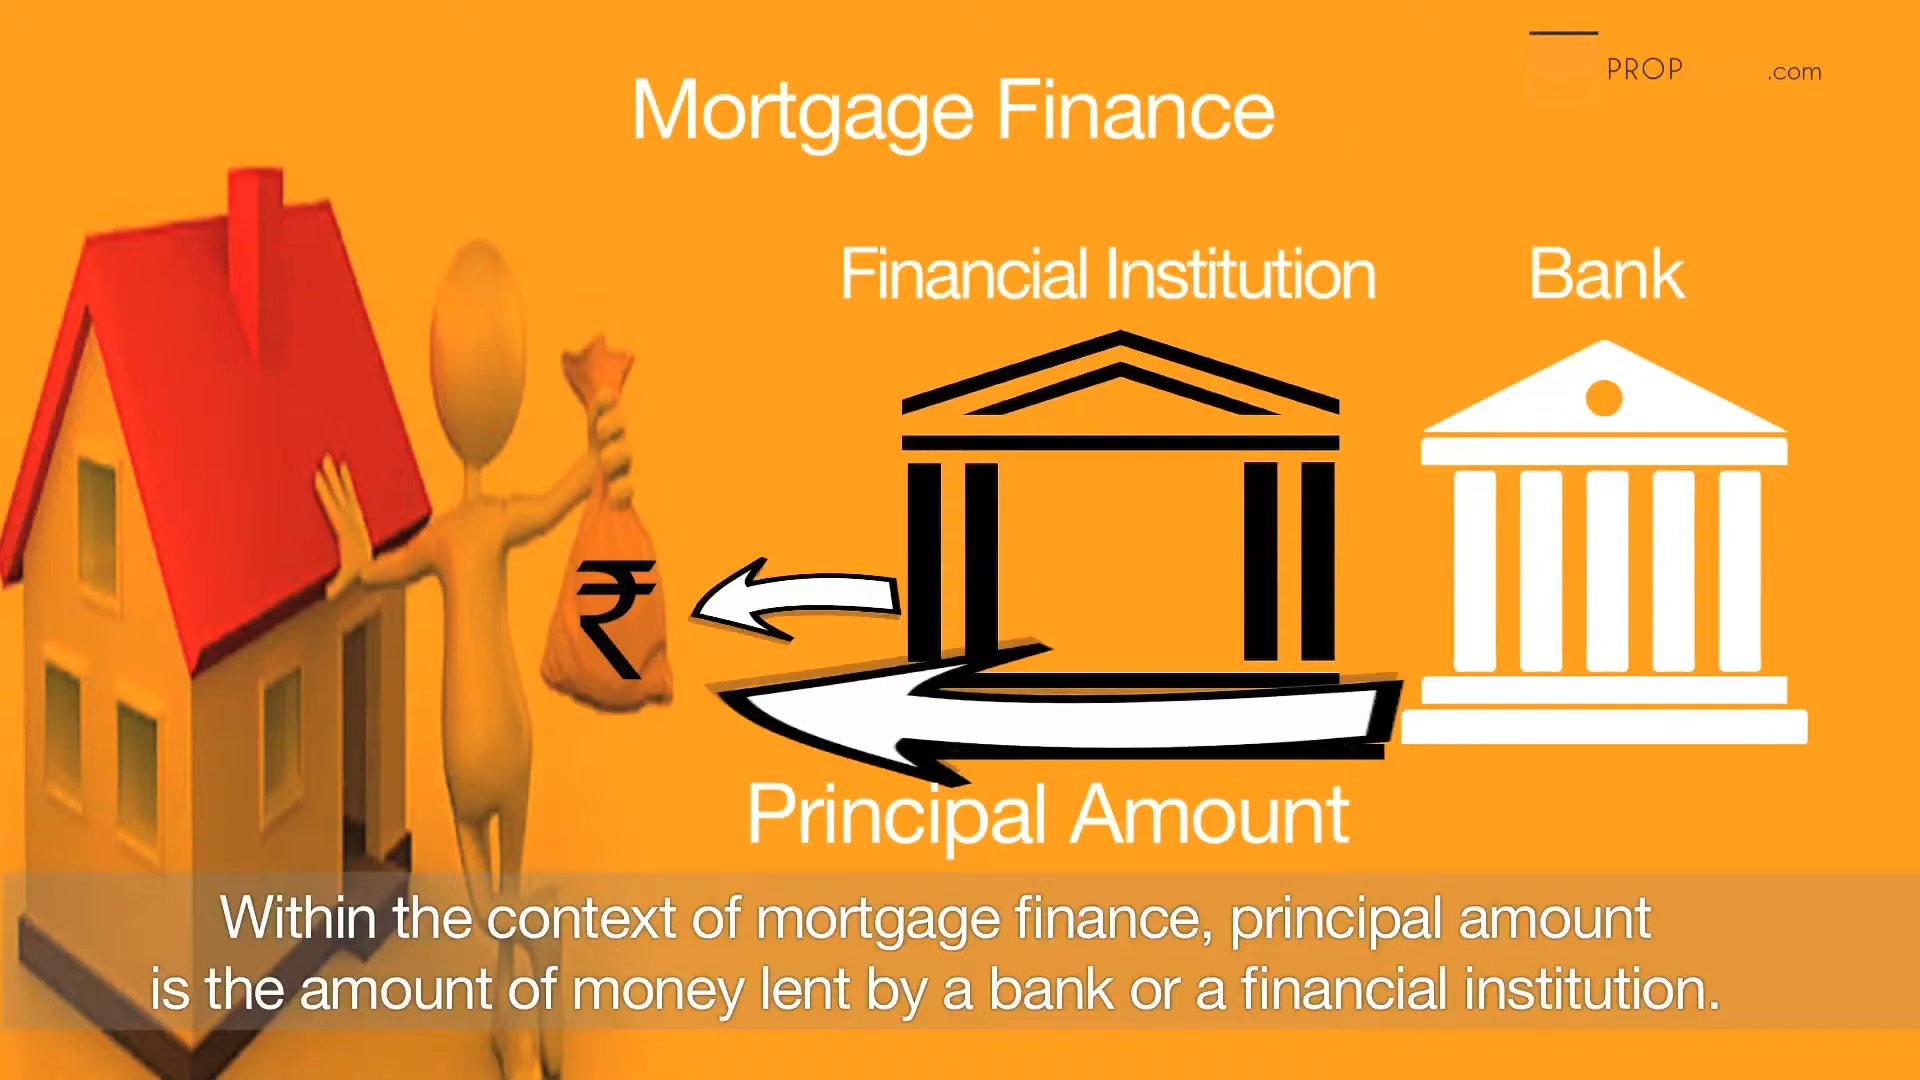 PROP .com
Mortgage Finance
Financial Institution
Bank
₹
Principal Amount
Within the context of mortgage finance, principal amount
is the amount of money lent by a bank or a financial institution.